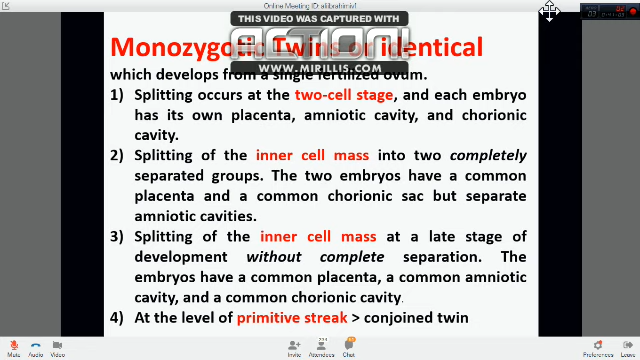 Online Meeting ID: aliibrahimiv1
THIS VIDEO WAS CAPTURED WITH
ACTION!
WWW.MIRILLIS.COM
Monozygotic Twins or identical
which develops from a single fertilized ovum.
1) Splitting occurs at the two-cell stage, and each embryo
has its own placenta, amniotic cavity, and chorionic
cavity.
2) Splitting of the inner cell mass into two completely
separated groups. The two embryos have a common
placenta and a common chorionic sac but separate
amniotic cavities.
3) Splitting of the inner cell mass at a late stage of
development without complete separation. The
embryos have a common placenta, a common amniotic
cavity, and a common chorionic cavity.
4) At the level of primitive streak > conjoined twin
Mute Audio Video Invite Attendees Chat Preferences Leave